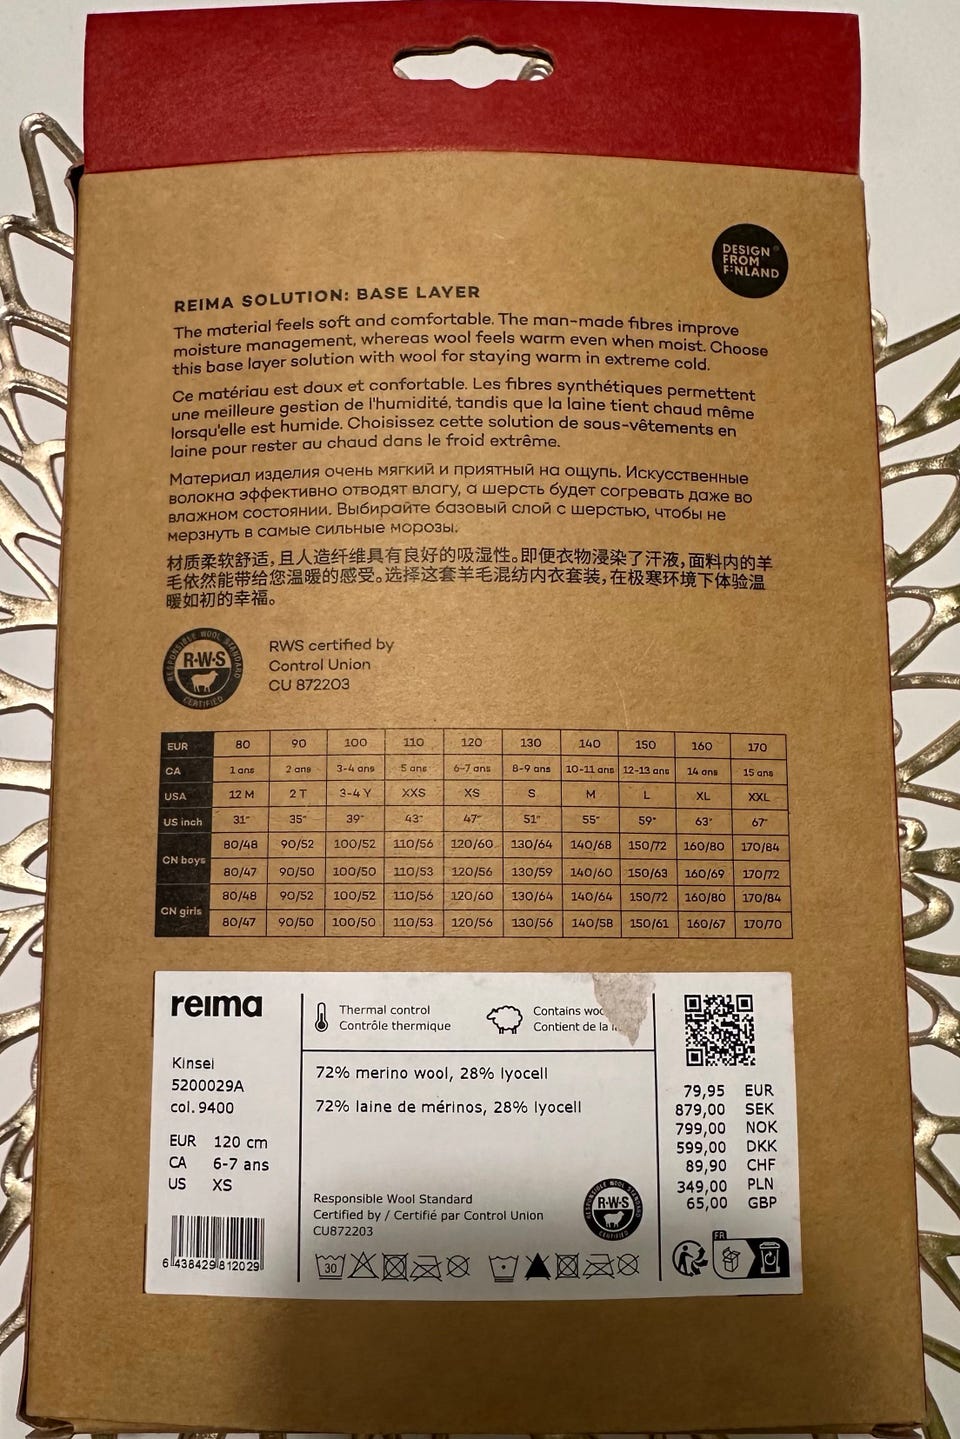 DESIGN
FROM
FINLAND
REIMA SOLUTION: BASE LAYER
The material feels soft and comfortable. The man-made fibres improve
moisture management, whereas wool feels warm even when moist. Choose
this base layer solution with wool for staying warm in extreme cold.
Ce matériau est doux et confortable. Les fibres synthétiques permettent
une meilleure gestion de l'humidité, tandis que la laine tient chaud même
lorsqu'elle est humide. Choisissez cette solution de sous-vêtements en
laine pour rester au chaud dans le froid extrême.
Материал изделия очень мягкий и приятный на ощупь. Искусственные
волокна эффективно отводят влагу, а шерсть будет согревать даже во
влажном состоянии. Выбирайте базовый слой с шерстью, чтобы не
мерзнуть в самые сильные морозы.
材质柔软舒适，且人造纤维具有良好的吸湿性。即便衣物浸染了汗液，面料内的羊
毛依然能带给您温暖的感受。选择这套羊毛混纺内衣套装，在极寒环境下体验温
暖如初的幸福。
RESPONSIBLE WOOL STANDARD
R·W·S
CERTIFIED
RWS certified by
Control Union
CU 872203
EUR 80 90 100 110 120 130 140 150 160 170
CA 1 ans 2 ans 3-4 ans 5 ans 6-7 ans 8-9 ans 10-11 ans 12-13 ans 14 ans 15 ans
USA 12 M 2 T 3-4 Y XXS XS S M L XL XXL
US inch 31" 35" 39" 43" 47" 51" 55" 59" 63" 67"
CN boys 80/48 90/52 100/52 110/56 120/60 130/64 140/68 150/72 160/80 170/84
80/47 90/50 100/50 110/53 120/56 130/59 140/60 150/63 160/69 170/72
CN girls 80/48 90/52 100/52 110/56 120/60 130/64 140/64 150/72 160/80 170/84
80/47 90/50 100/50 110/53 120/56 130/56 140/58 150/61 160/67 170/70
reima
Kinsei
5200029A
col. 9400
EUR 120 cm
CA 6-7 ans
US XS
6 438429 812029
Thermal control
Contrôle thermique
Contains
Contient de la
72% merino wool, 28% lyocell
72% laine de mérinos, 28% lyocell
Responsible Wool Standard
Certified by / Certifié par Control Union
CU872203
RESPONSIBLE WOOL STANDARD
R·W·S
CERTIFIED
30
79,95 EUR
879,00 SEK
799,00 NOK
599,00 DKK
89,90 CHF
349,00 PLN
65,00 GBP
FR